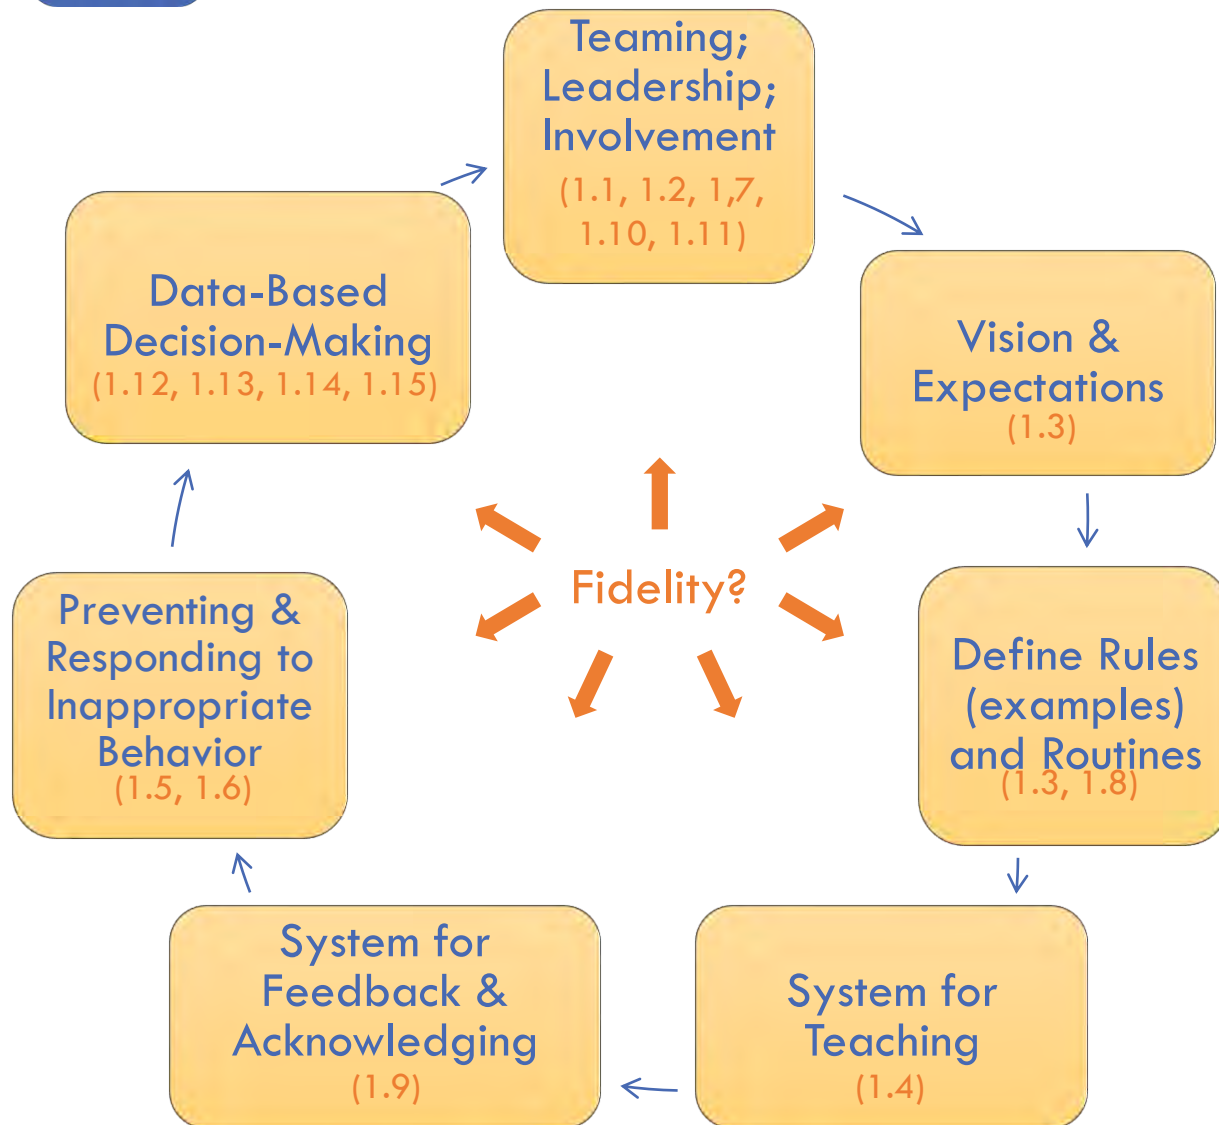 Teaming;
Leadership;
Involvement
(1.1, 1.2, 1,7,
1.10, 1.11)
Vision &
Expectations
(1.3)
Define Rules
(examples)
and Routines
(1.3, 1.8)
System for
Teaching
(1.4)
System for
Feedback &
Acknowledging
(1.9)
Preventing &
Responding to
Inappropriate
Behavior
(1.5, 1.6)
Data-Based
Decision-Making
(1.12, 1.13, 1.14, 1.15)
Fidelity?